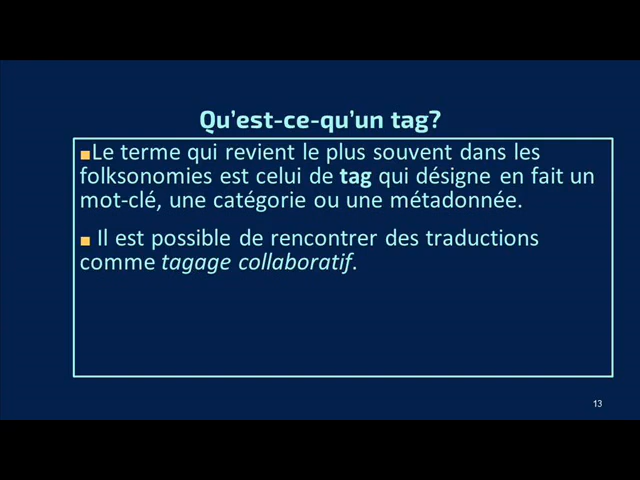 Qu’est-ce-qu’un tag?
■Le terme qui revient le plus souvent dans les
folksonomies est celui de tag qui désigne en fait un
mot-clé, une catégorie ou une métadonnée.
■ Il est possible de rencontrer des traductions
comme tagage collaboratif.
13